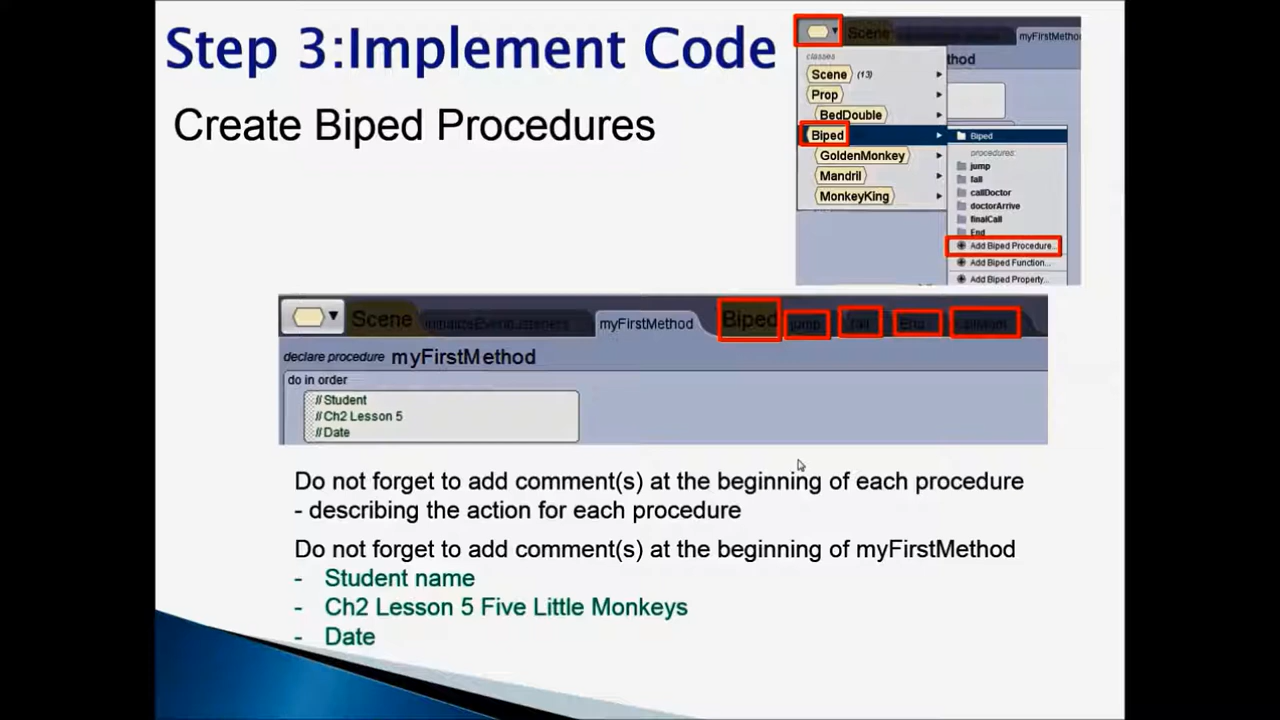 Step 3:Implement Code
Create Biped Procedures
Scene
myFirstMethod
classes
Scene (13)
Prop
BedDouble
Biped
GoldenMonkey
Mandril
MonkeyKing
Biped
procedures:
jump
fall
callDoctor
doctorArrive
finalCall
End
Add Biped Procedure...
Add Biped Function...
Add Biped Property...
Scene initializeEventListeners myFirstMethod Biped jump fall End
declare procedure myFirstMethod
do in order
//Student
//Ch2 Lesson 5
//Date
Do not forget to add comment(s) at the beginning of each procedure
- describing the action for each procedure
Do not forget to add comment(s) at the beginning of myFirstMethod
- Student name
- Ch2 Lesson 5 Five Little Monkeys
- Date